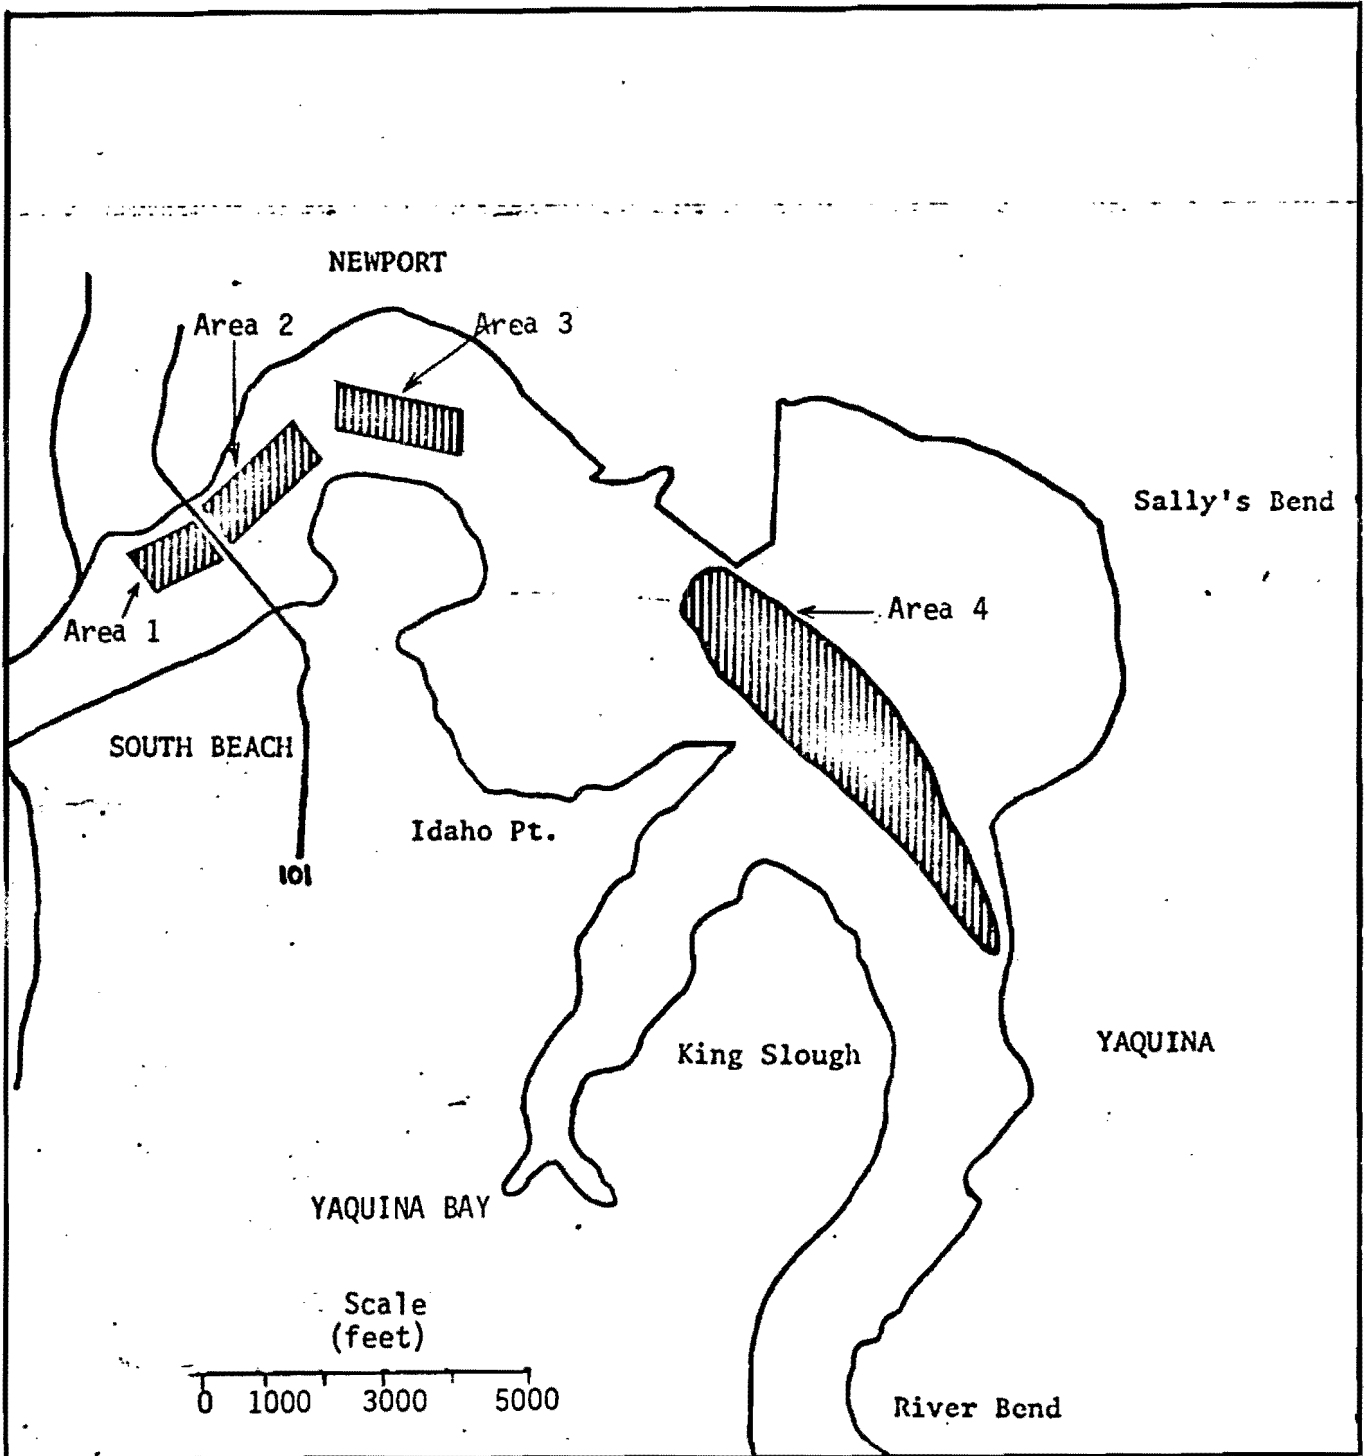 NEWPORT
Area 2
Area 3
Sally's Bend
Area 4
Area 1
SOUTH BEACH
Idaho Pt.
101
King Slough
YAQUINA
YAQUINA BAY
Scale
(feet)
0 1000 3000 5000
River Bend